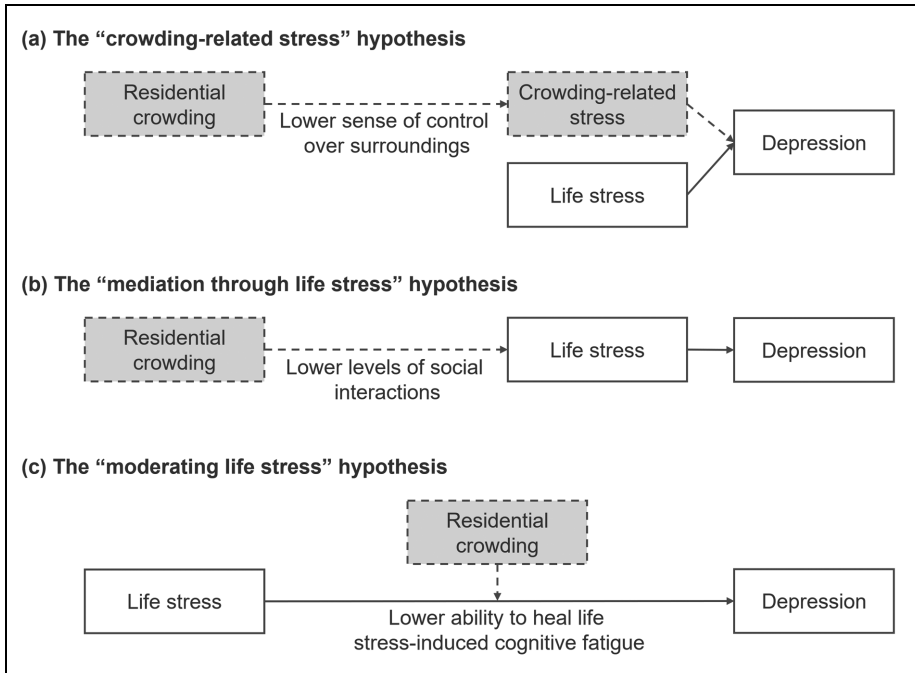 (a) The “crowding-related stress” hypothesis
Residential
crowding
Lower sense of control
over surroundings
Crowding-related
stress
Life stress
Depression
(b) The “mediation through life stress” hypothesis
Residential
crowding
Lower levels of social
interactions
Life stress
Depression
(c) The “moderating life stress” hypothesis
Residential
crowding
Life stress
Lower ability to heal life
stress-induced cognitive fatigue
Depression